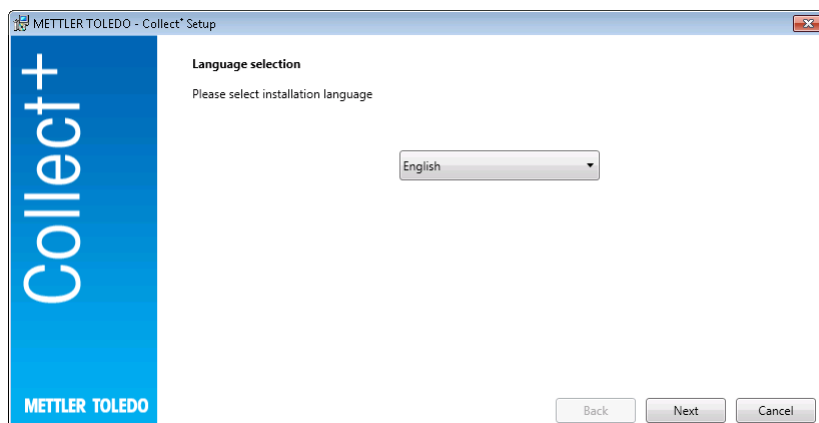 METTLER TOLEDO - Collect⁺ Setup
Collect+
Language selection
Please select installation language
English
METTLER TOLEDO
Back
Next
Cancel